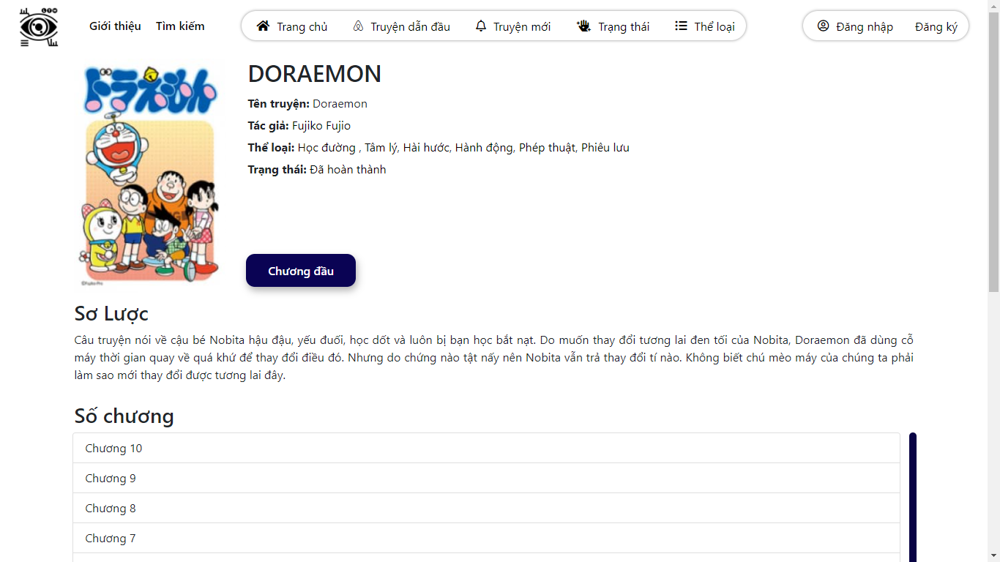 Giới thiệu Tìm kiếm Trang chủ Truyện dẫn đầu Truyện mới Trạng thái Thể loại Đăng nhập Đăng ký
ドラえもん
©Fujiko Pro
DORAEMON
Tên truyện: Doraemon
Tác giả: Fujiko Fujio
Thể loại: Học đường , Tâm lý, Hài hước, Hành động, Phép thuật, Phiêu lưu
Trạng thái: Đã hoàn thành
Chương đầu
Sơ Lược
Câu truyện nói về cậu bé Nobita hậu đậu, yếu đuối, học dốt và luôn bị bạn học bắt nạt. Do muốn thay đổi tương lai đen tối của Nobita, Doraemon đã dùng cỗ
máy thời gian quay về quá khứ để thay đổi điều đó. Nhưng do chứng nào tật nấy nên Nobita vẫn trả thay đổi tí nào. Không biết chú mèo máy của chúng ta phải
làm sao mới thay đổi được tương lai đây.
Số chương
Chương 10
Chương 9
Chương 8
Chương 7